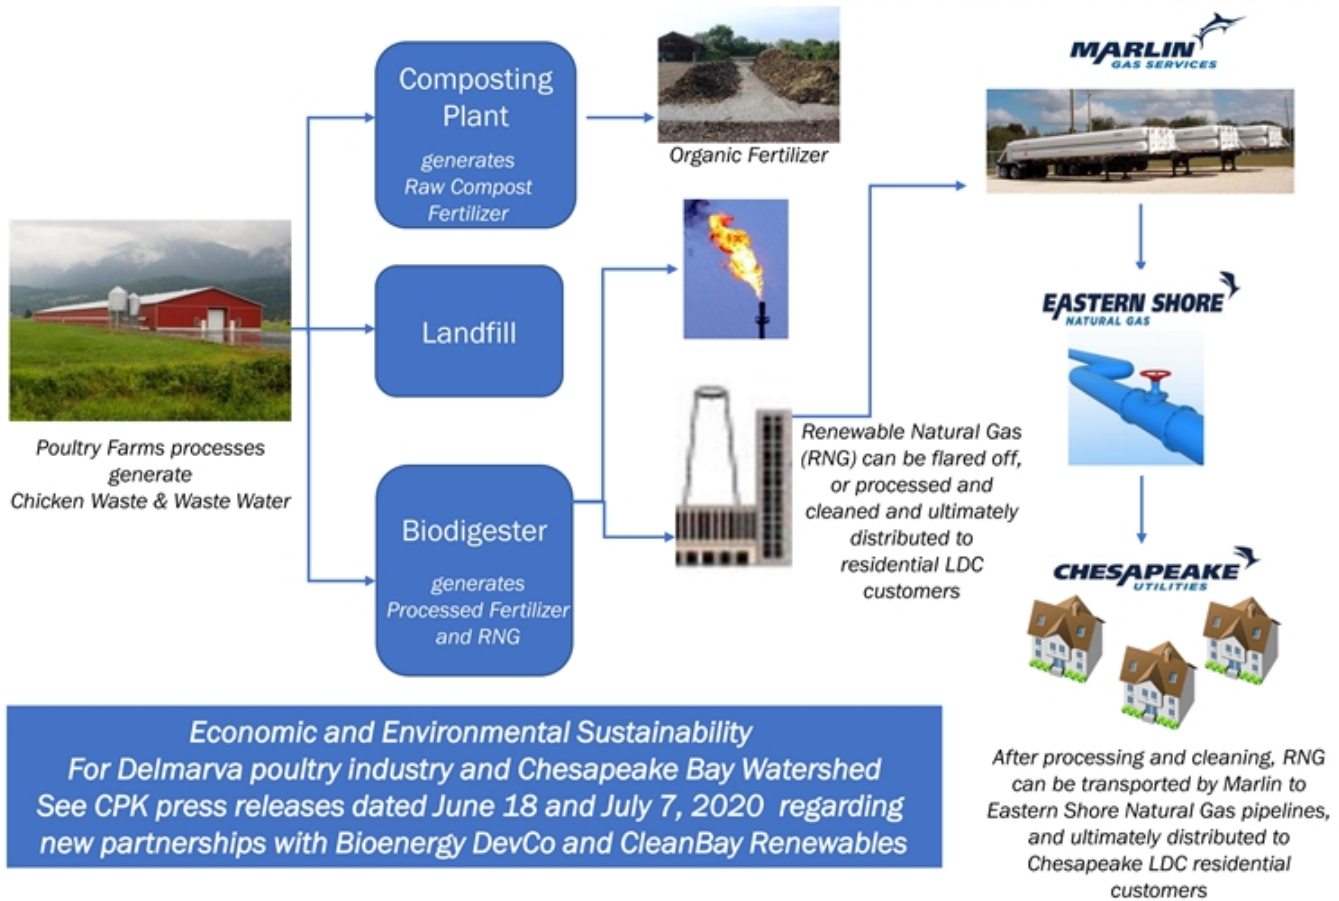 Composting
Plant
generates
Raw Compost
Fertilizer
Organic Fertilizer
MARLIN
GAS SERVICES
Landfill
EASTERN SHORE
NATURAL GAS
Poultry Farms processes
generate
Chicken Waste & Waste Water
Biodigester
generates
Processed Fertilizer
and RNG
Renewable Natural Gas
(RNG) can be flared off,
or processed and
cleaned and ultimately
distributed to
residential LDC
customers
CHESAPEAKE
UTILITIES
Economic and Environmental Sustainability
For Delmarva poultry industry and Chesapeake Bay Watershed
See CPK press releases dated June 18 and July 7, 2020 regarding
new partnerships with Bioenergy DevCo and CleanBay Renewables
After processing and cleaning, RNG
can be transported by Marlin to
Eastern Shore Natural Gas pipelines,
and ultimately distributed to
Chesapeake LDC residential
customers